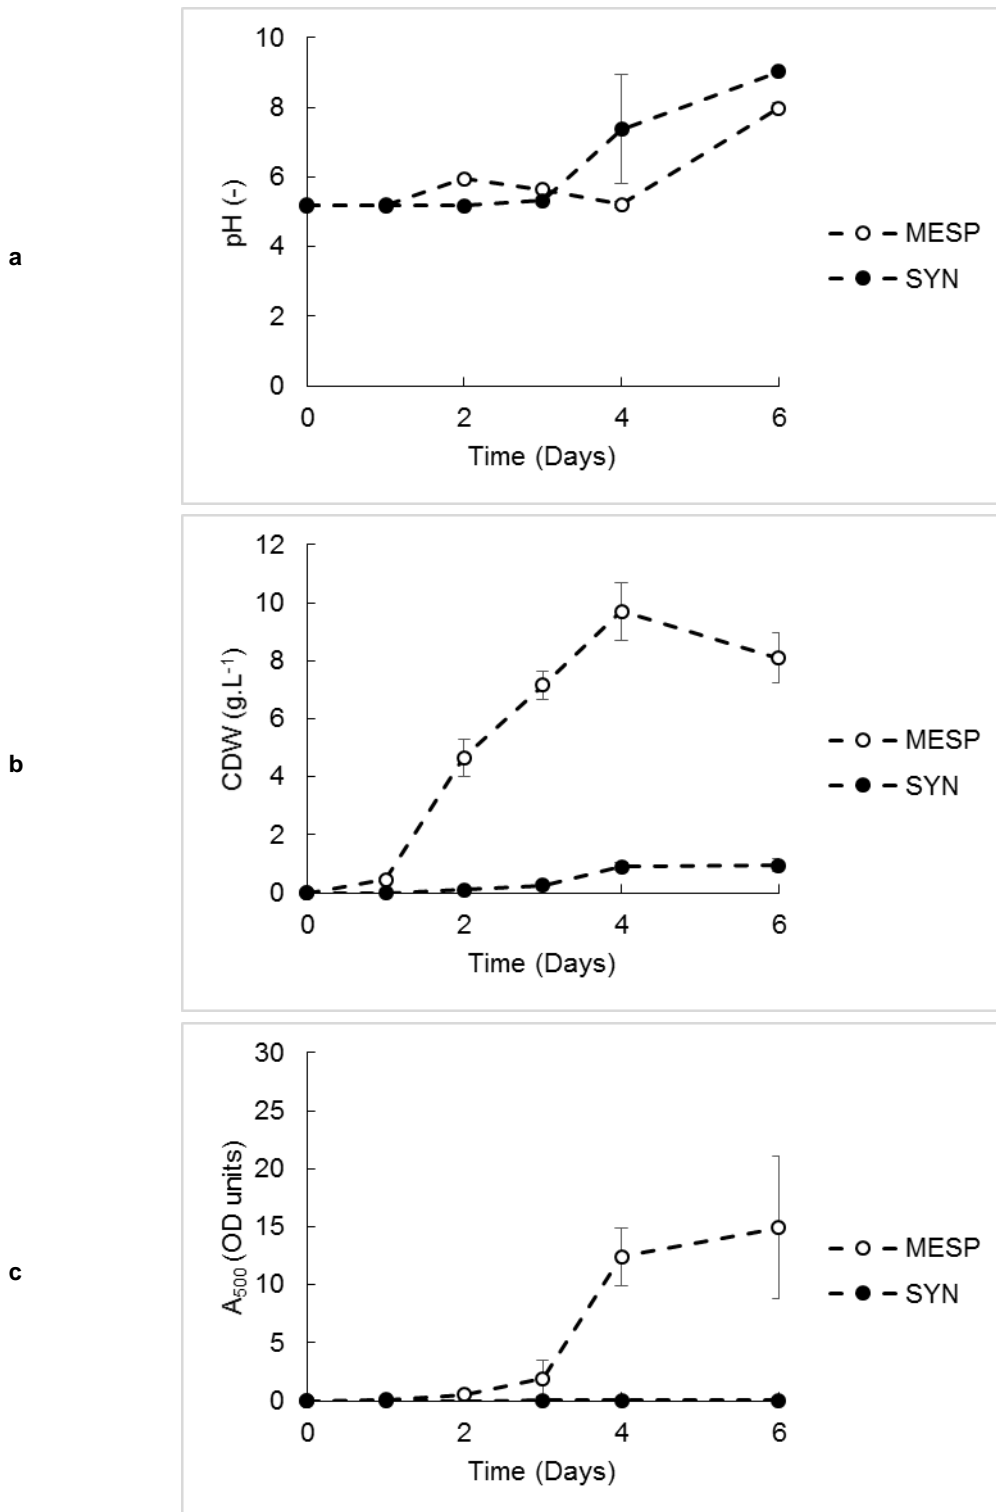 a
10
8
6
4
2
0
pH (-)
0 2 4 6
Time (Days)
MESP
SYN
b
12
10
8
6
4
2
0
CDW (g.L⁻¹)
0 2 4 6
Time (Days)
MESP
SYN
c
30
25
20
15
10
5
0
A₅₀₀ (OD units)
0 2 4 6
Time (Days)
MESP
SYN